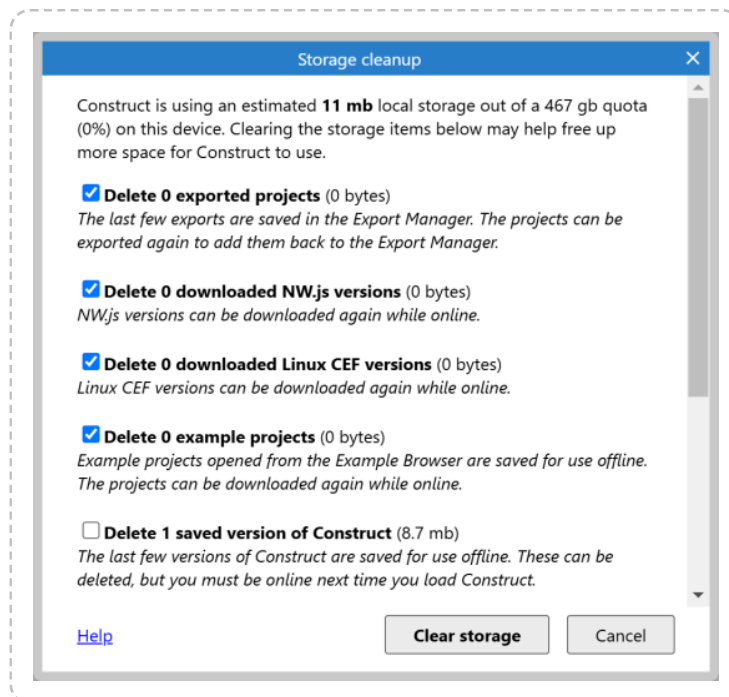 Storage cleanup
Construct is using an estimated 11 mb local storage out of a 467 gb quota
(0%) on this device. Clearing the storage items below may help free up
more space for Construct to use.
Delete 0 exported projects (0 bytes)
The last few exports are saved in the Export Manager. The projects can be
exported again to add them back to the Export Manager.
Delete 0 downloaded NW.js versions (0 bytes)
NW.js versions can be downloaded again while online.
Delete 0 downloaded Linux CEF versions (0 bytes)
Linux CEF versions can be downloaded again while online.
Delete 0 example projects (0 bytes)
Example projects opened from the Example Browser are saved for use offline.
The projects can be downloaded again while online.
Delete 1 saved version of Construct (8.7 mb)
The last few versions of Construct are saved for use offline. These can be
deleted, but you must be online next time you load Construct.
Help
Clear storage
Cancel